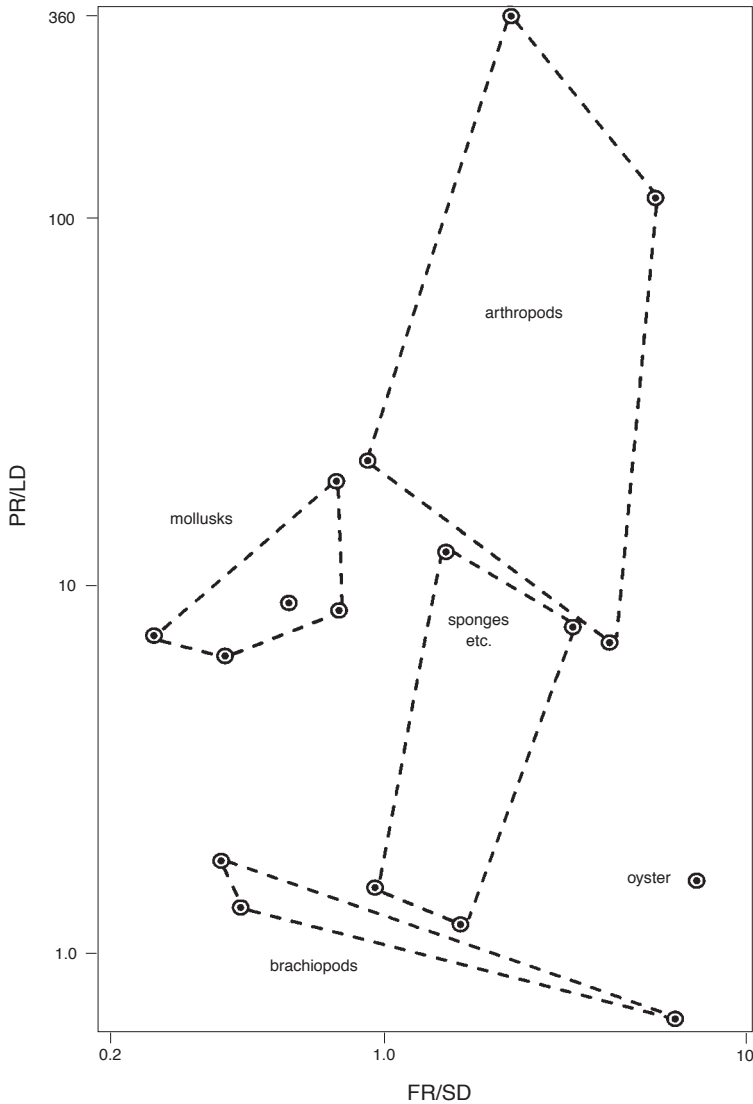 360
100
arthropods
PR/LD
mollusks
10
sponges
etc.
oyster
1.0
brachiopods
0.2
1.0
10
FR/SD